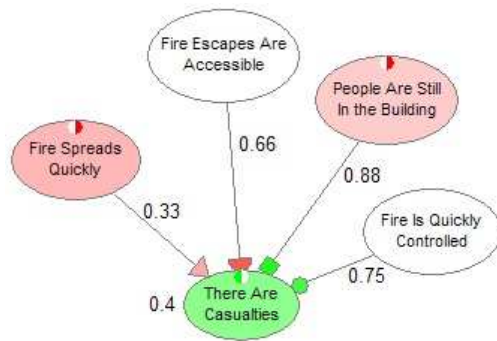 Fire Escapes Are
Accessible
People Are Still
In the Building
Fire Spreads
Quickly
0.66
0.88
0.33
Fire Is Quickly
Controlled
0.75
0.4
There Are
Casualties